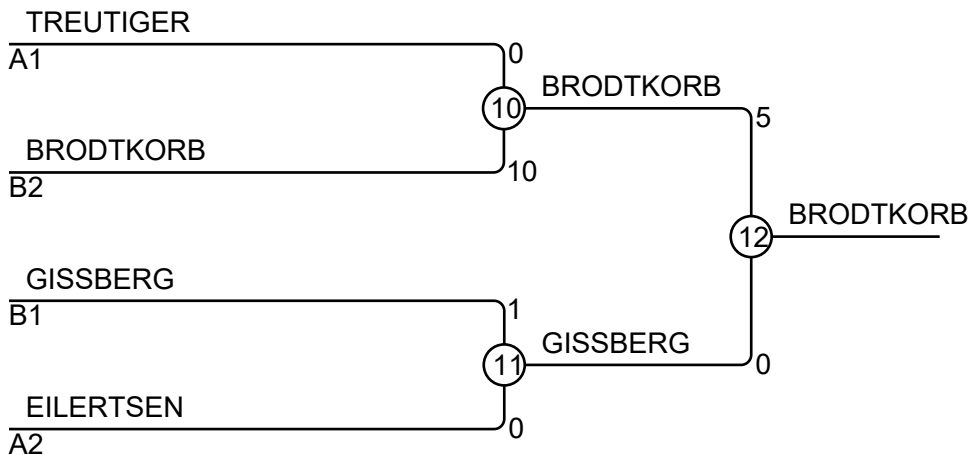 TREUTIGER
A1
0
10
BRODTKORB
5
BRODTKORB
B2
10
12
BRODTKORB
GISSBERG
B1
1
11
GISSBERG
0
EILERTSEN
A2
0